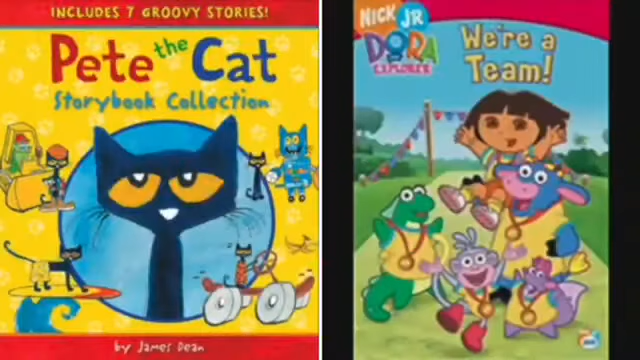 INCLUDES 7 GROOVY STORIES!
Pete the Cat
Storybook Collection
by James Dean
NICK JR
DORA
EXPLORER
We're a
Team!